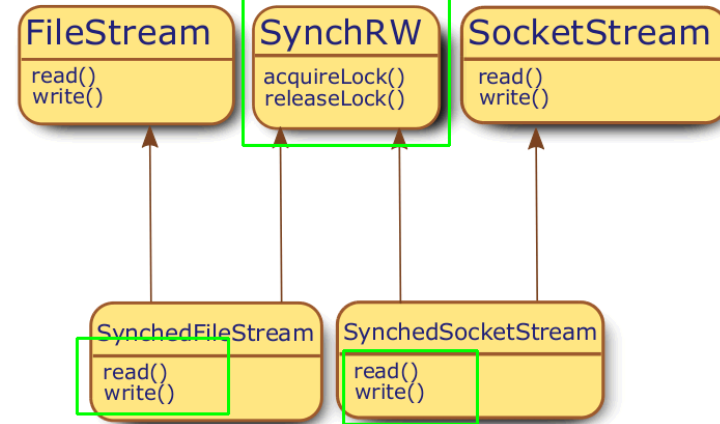 FileStream
read()
write()
SynchRW
acquireLock()
releaseLock()
SocketStream
read()
write()
SynchedFileStream
read()
write()
SynchedSocketStream
read()
write()